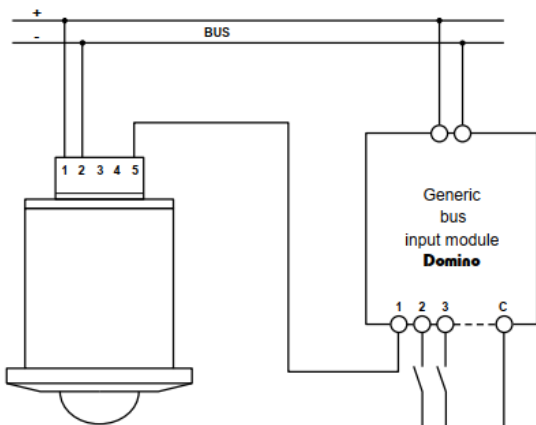 +
- BUS
1 2 3 4 5
Generic
bus
input module
Domino
1 2 3 C